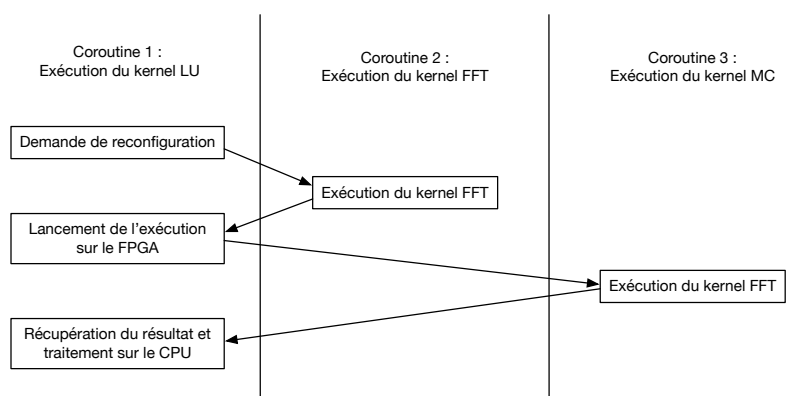 Coroutine 1 :
Exécution du kernel LU
Coroutine 2 :
Exécution du kernel FFT
Coroutine 3 :
Exécution du kernel MC
Demande de reconfiguration
Exécution du kernel FFT
Lancement de l'exécution
sur le FPGA
Exécution du kernel FFT
Récupération du résultat et
traitement sur le CPU